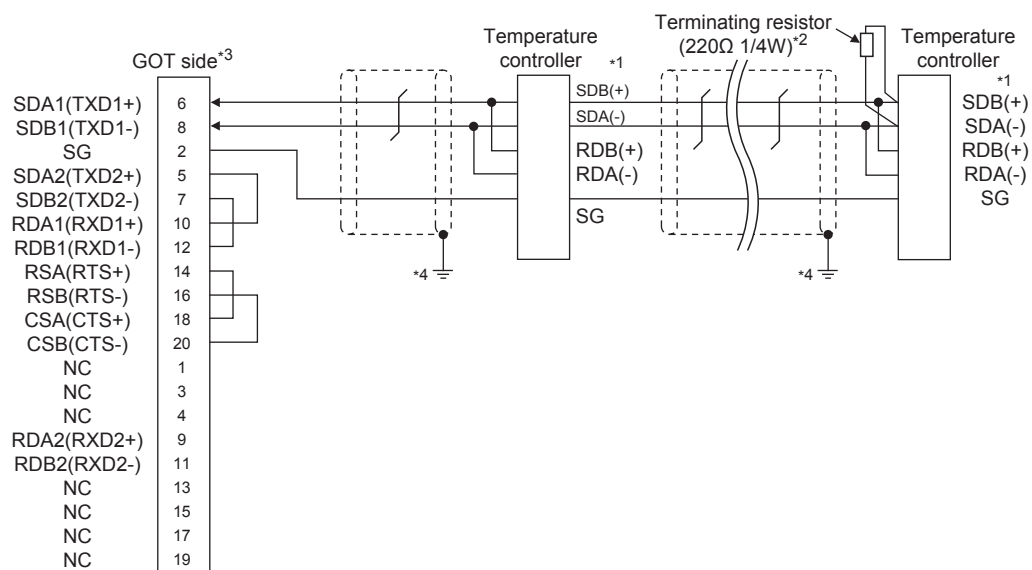 Terminating resistor
(220Ω 1/4W)*2
Temperature
controller
*1
Temperature
controller
*1
GOT side*3
SDA1(TXD1+) 6
SDB1(TXD1-) 8
SG 2
SDA2(TXD2+) 5
SDB2(TXD2-) 7
RDA1(RXD1+) 10
RDB1(RXD1-) 12
RSA(RTS+) 14
RSB(RTS-) 16
CSA(CTS+) 18
CSB(CTS-) 20
NC 1
NC 3
NC 4
RDA2(RXD2+) 9
RDB2(RXD2-) 11
NC 13
NC 15
NC 17
NC 19
*4
SDB(+)
SDA(-)
RDB(+)
RDA(-)
SG
*4
SDB(+)
SDA(-)
RDB(+)
RDA(-)
SG